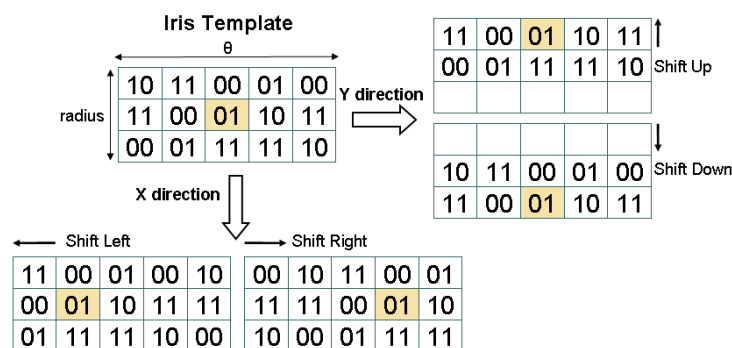 Iris Template
θ
radius
10 11 00 01 00
11 00 01 10 11
00 01 11 11 10
Y direction
11 00 01 10 11
00 01 11 11 10
Shift Up
10 11 00 01 00
11 00 01 10 11
Shift Down
X direction
Shift Left
11 00 01 00 10
00 01 10 11 11
01 11 11 10 00
Shift Right
00 10 11 00 01
11 11 00 01 10
10 00 01 11 11